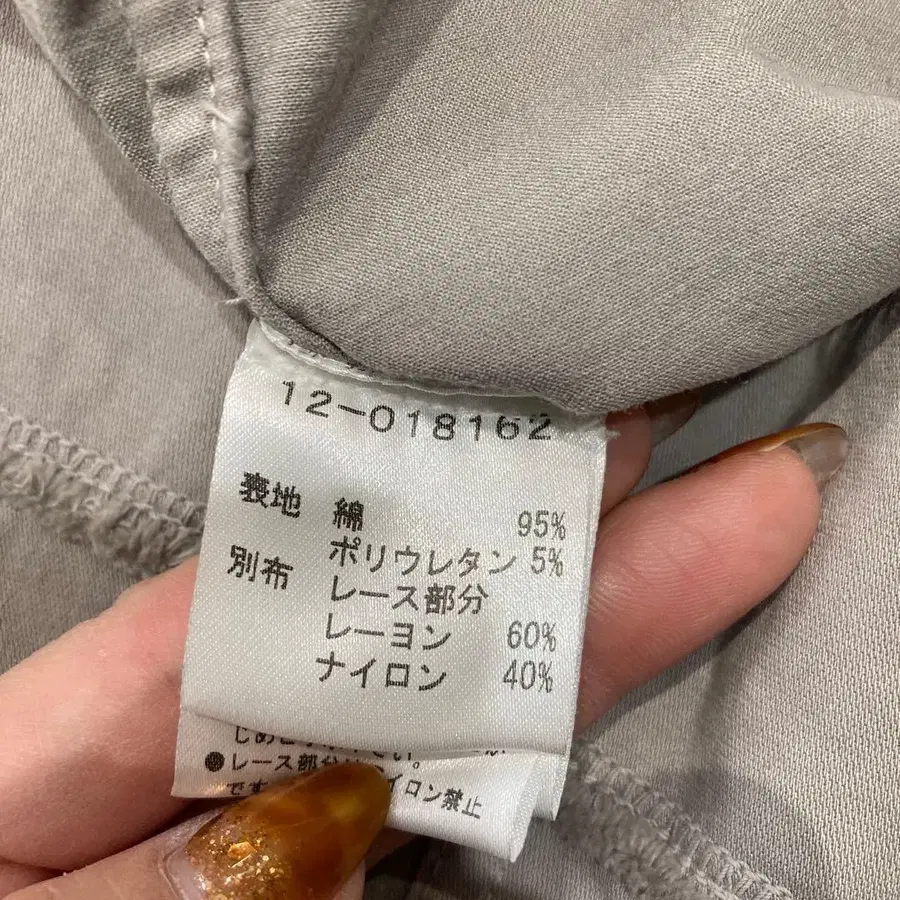 12-018162
表地 綿 95%
ポリウレタン 5%
別布 レース部分
レーヨン 60%
ナイロン 40%
●レース部分
イロン禁止
です